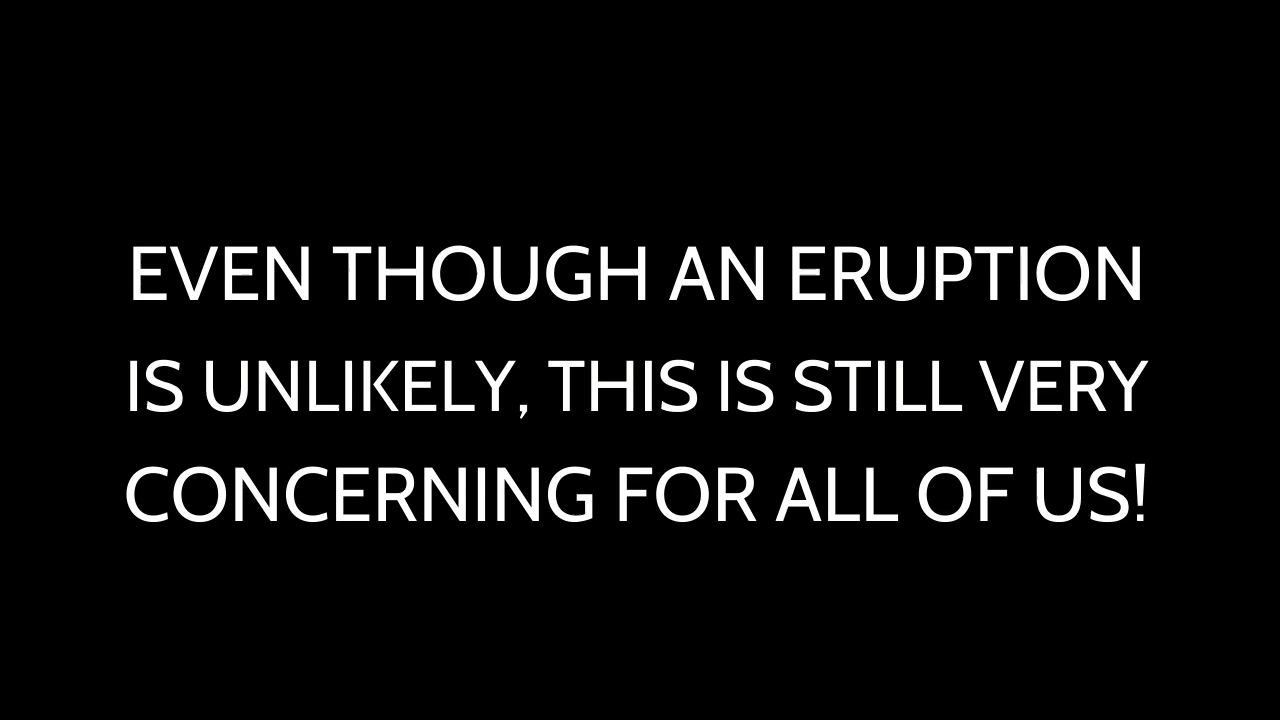 EVEN THOUGH AN ERUPTION
IS UNLIKELY, THIS IS STILL VERY
CONCERNING FOR ALL OF US!